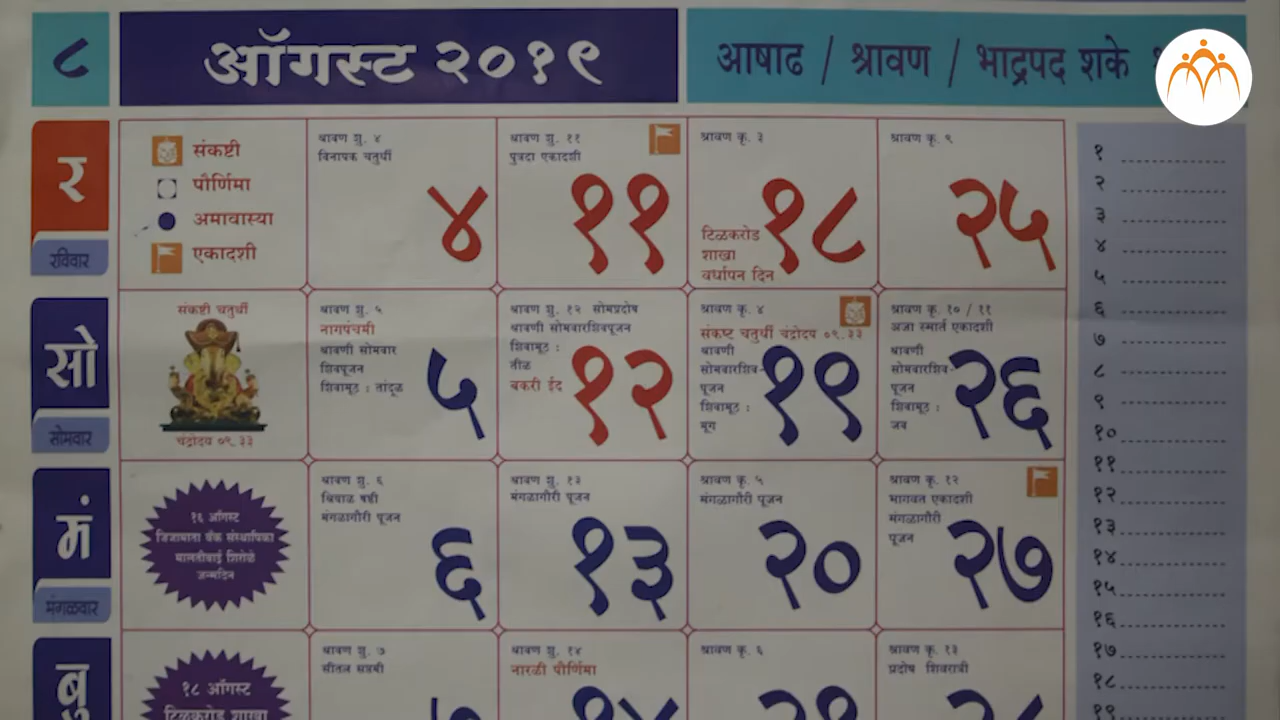 ८
ऑगस्ट २०१९
आषाढ / श्रावण / भाद्रपद शके
र
रविवार
संकष्टी
पौर्णिमा
अमावास्या
एकादशी
श्रावण शु. ४
विनायक चतुर्थी
४
श्रावण शु. ११
पुत्रदा एकादशी
११
श्रावण कृ. ३
टिळकरोड
शाखा
वर्धापन दिन
१८
श्रावण कृ. ९
२५
सो
सोमवार
संकष्टी चतुर्थी
चंद्रोदय ०९.३३
श्रावण शु. ५
नागपंचमी
श्रावणी सोमवार
शिवपूजन
शिवामूठ : तांदूळ
५
श्रावण शु. १२ सोमप्रदोष
श्रावणी सोमवारशिवपूजन
शिवामूठ :
तीळ
बकरी ईद
१२
श्रावण कृ. ४
संकष्ट चतुर्थी चंद्रोदय ०९.३३
श्रावणी
सोमवारशिव-
पूजन
शिवामूठ :
मूग
१९
श्रावण कृ. १० / ११
अजा स्मार्त एकादशी
श्रावणी
सोमवारशिव-
पूजन
शिवामूठ :
जव
२६
मं
मंगळवार
१६ ऑगस्ट
जिजामाता बँक संस्थापिका
मालतीबाई शिरोळे
जन्मदिन
श्रावण शु. ६
षष्ठी
मंगळागौरी पूजन
६
श्रावण शु. १३
मंगळागौरी पूजन
१३
श्रावण कृ. ५
मंगळागौरी पूजन
२०
श्रावण कृ. १२
भागवत एकादशी
मंगळागौरी
पूजन
२७
बु
१८ ऑगस्ट
टिळकरोड शाखा
श्रावण शु. ७
सीतल सप्तमी
७
श्रावण शु. १४
नारळी पौर्णिमा
१४
श्रावण कृ. ६
२१
श्रावण कृ. १३
प्रदोष शिवरात्री
२८
१
२
३
४
५
६
७
८
९
१०
११
१२
१३
१४
१५
१६
१७
१८
१९